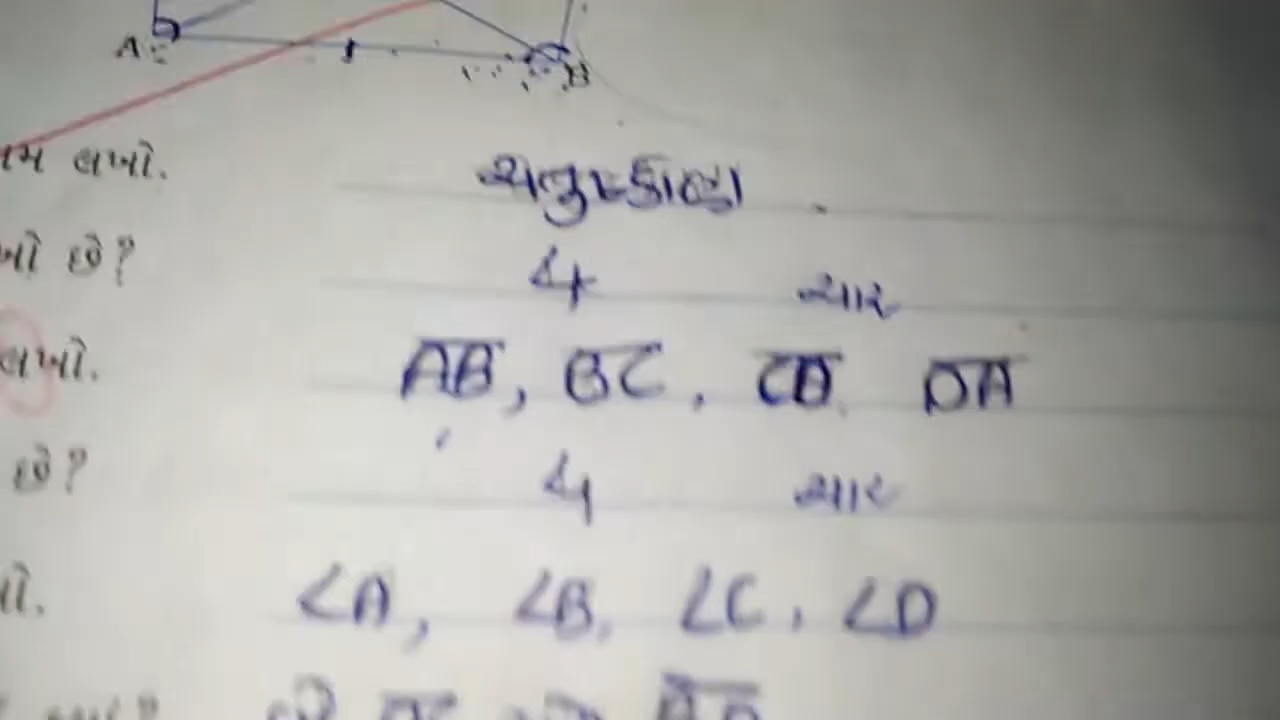 A B
નામ લખો. ચતુષ્કોણ
છે? 4 ચાર
લખો. AB, BC, CD DA
છે? 4 ચાર
∠A, ∠B, ∠C, ∠D